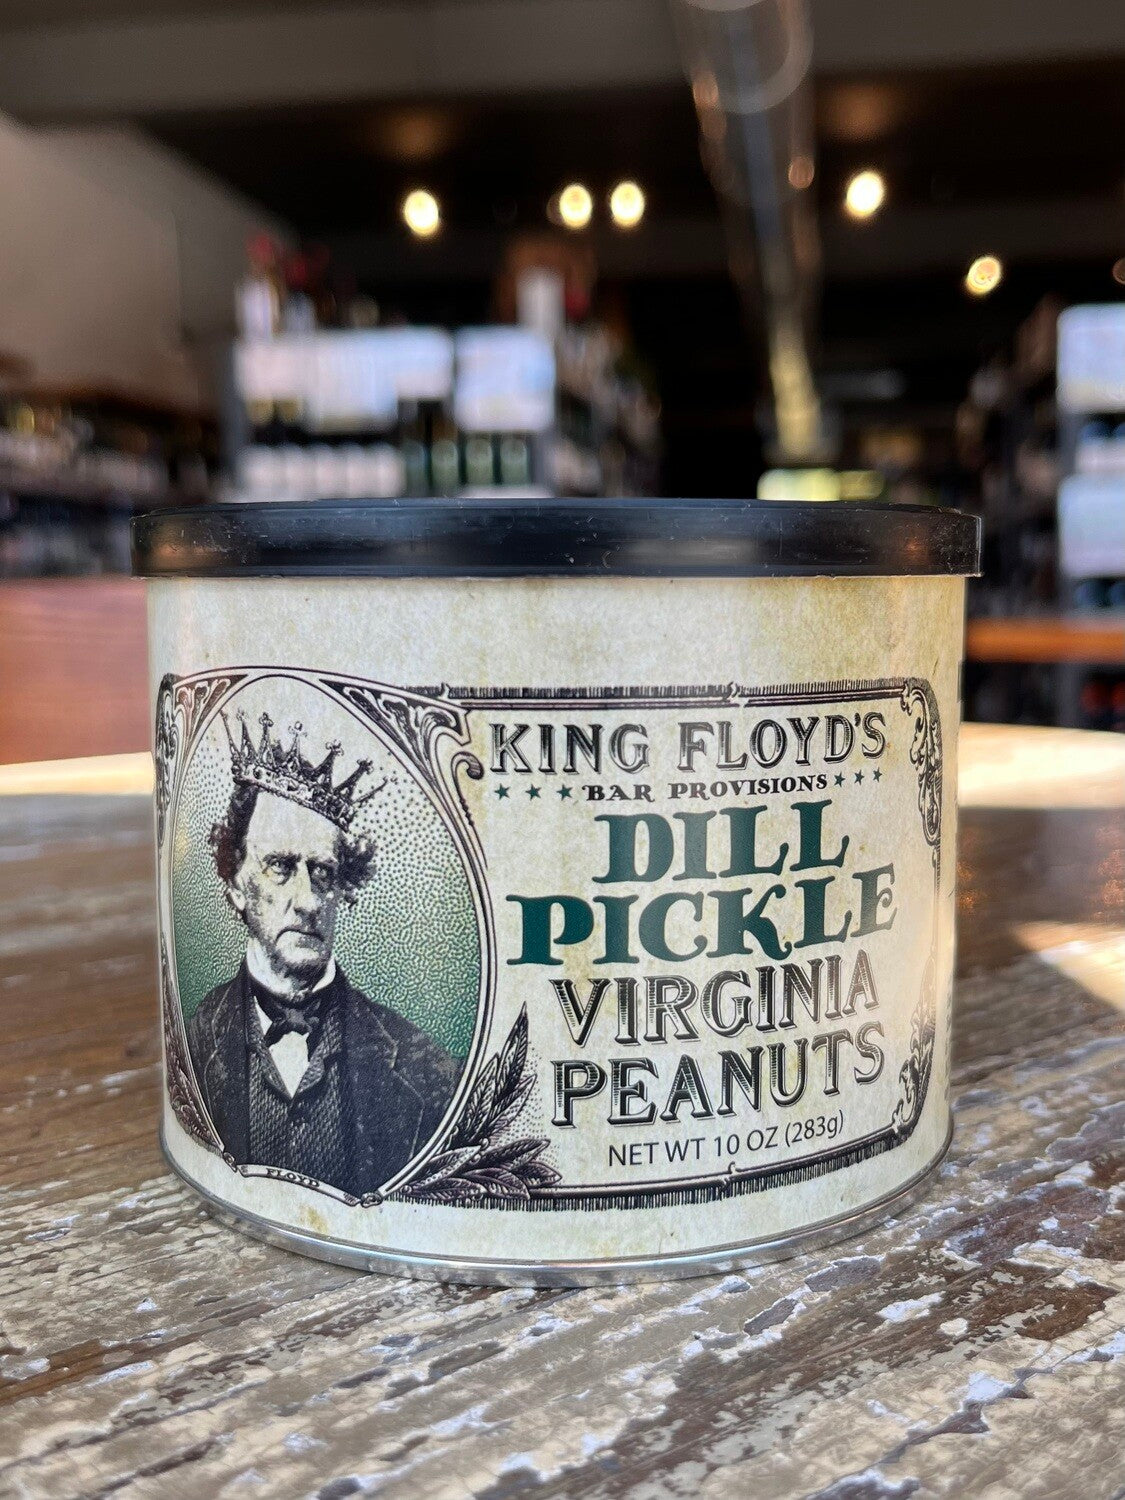 KING FLOYD'S
BAR PROVISIONS
DILL
PICKLE
VIRGINIA
PEANUTS
NET WT 10 OZ (283g)
FLOYD